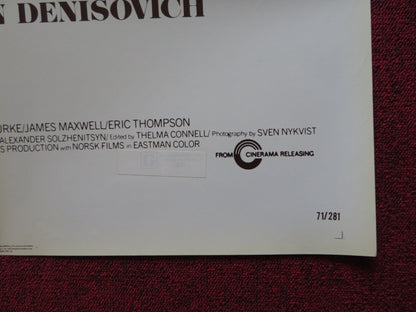 N DENISOVICH
URKE/JAMES MAXWELL/ERIC THOMPSON
ALEXANDER SOLZHENITSYN/Edited by THELMA CONNELL/Photography by SVEN NYKVIST
S PRODUCTION with NORSK FILMS in EASTMAN COLOR
FROM CINERAMA RELEASING
71/281